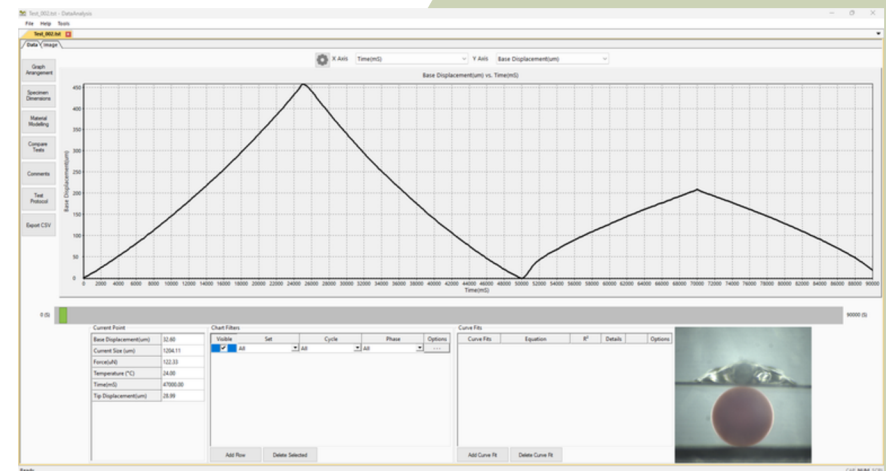 Test_002.txt - DataAnalysis
File Help Tools
Test_002.txt
Data Image
X Axis Time(mS) Y Axis Base Displacement(um)
Graph Arrangement
Specimen Dimensions
Material Modelling
Compare Tests
Comments
Test Protocol
Export CSV
Base Displacement(um) vs. Time(mS)
Base Displacement(um)
450
400
350
300
250
200
150
100
50
0
0 2000 4000 6000 8000 10000 12000 14000 16000 18000 20000 22000 24000 26000 28000 30000 32000 34000 36000 38000 40000 42000 44000 46000 48000 50000 52000 54000 56000 58000 60000 62000 64000 66000 68000 70000 72000 74000 76000 78000 80000 82000 84000 86000 88000 90000
Time(mS)
0 (S) 90000 (S)
Current Point
Base Displacement(um) 32.60
Current Size (um) 1204.11
Force(uN) 122.33
Temperature (°C) 24.00
Time(mS) 47000.00
Tip Displacement(um) 28.99
Chart Filters
Visible Set Cycle Phase Options
All All All ...
Add Row Delete Selected
Curve Fits
Curve Fits Equation R² Details Options
Add Curve Fit Delete Curve Fit
Ready
NUM